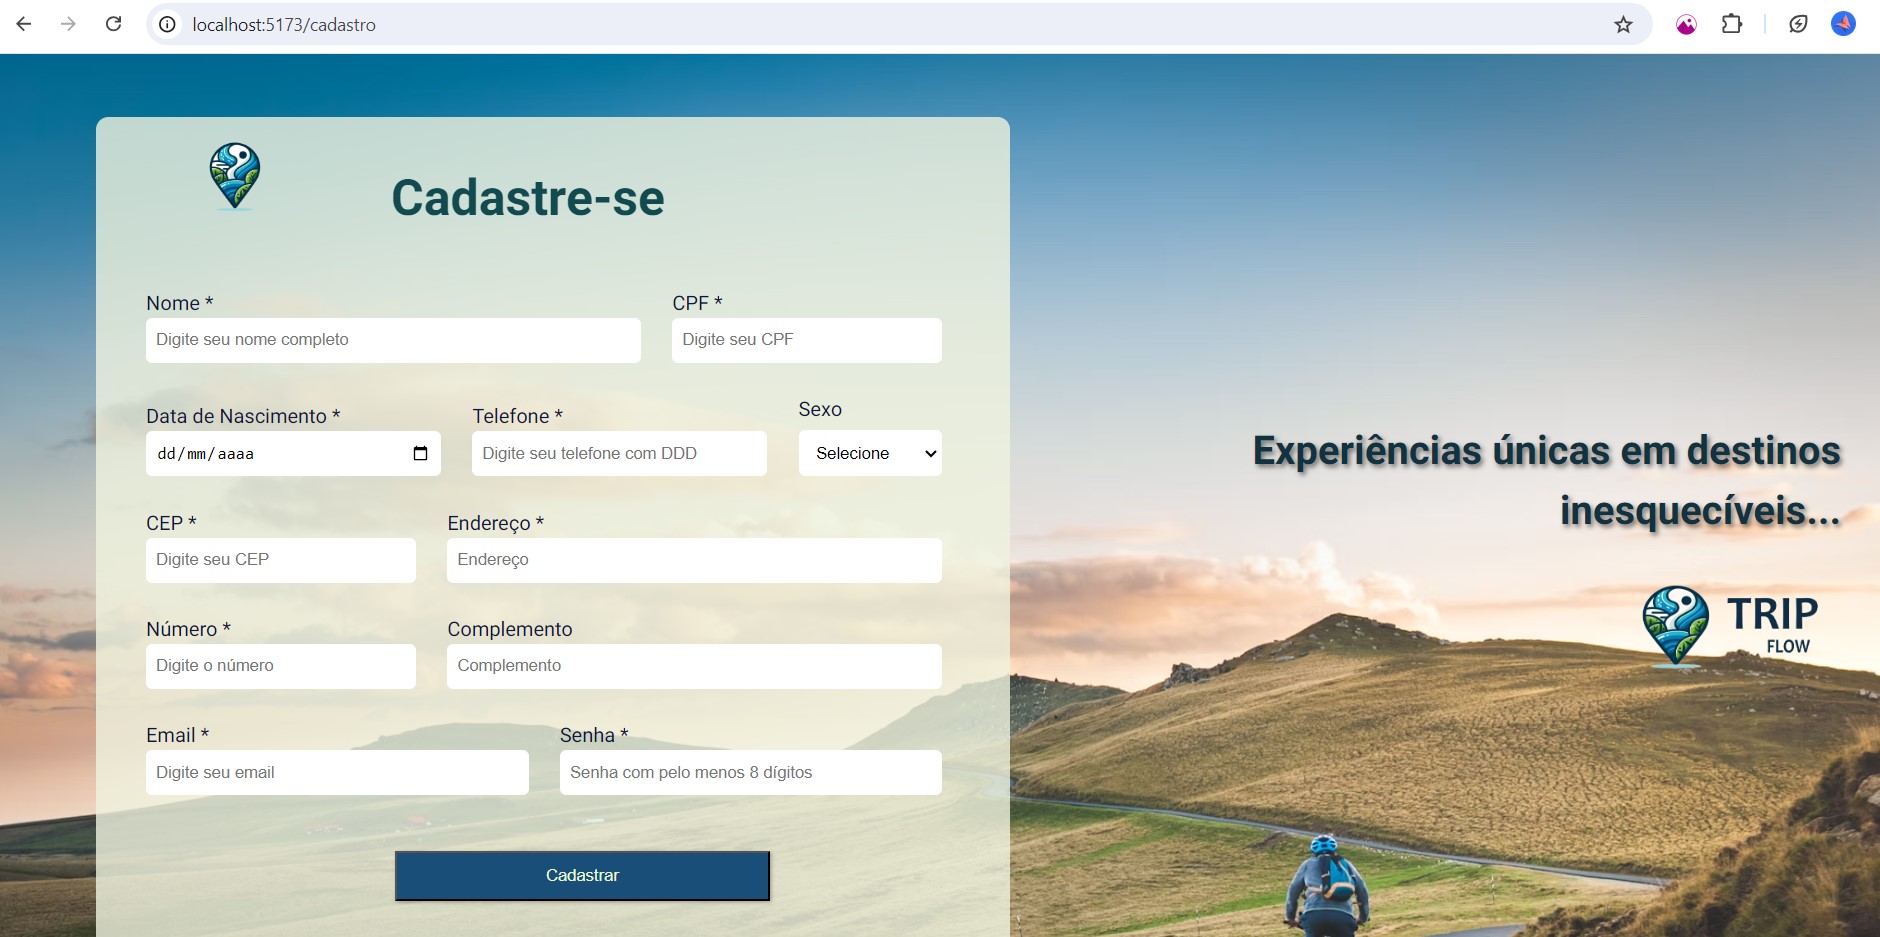 localhost:5173/cadastro
Cadastre-se
Nome *
CPF *
Digite seu nome completo
Digite seu CPF
Data de Nascimento *
Telefone *
Sexo
dd/mm/aaaa
Digite seu telefone com DDD
Selecione
CEP *
Endereço *
Digite seu CEP
Endereço
Número *
Complemento
Digite o número
Complemento
Email *
Senha *
Digite seu email
Senha com pelo menos 8 dígitos
Cadastrar
Experiências únicas em destinos
inesquecíveis...
TRIP
FLOW